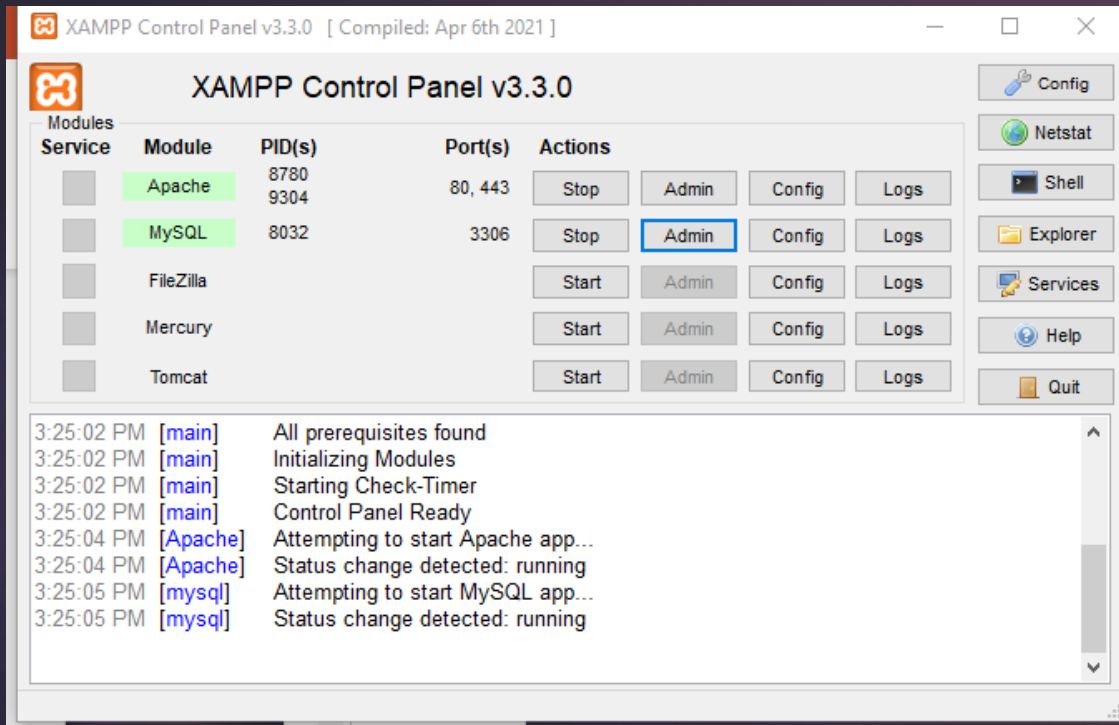 XAMPP Control Panel v3.3.0 [ Compiled: Apr 6th 2021 ]
XAMPP Control Panel v3.3.0
Config
Modules
Service Module PID(s) Port(s) Actions
Netstat
Apache 8780 9304 80, 443 Stop Admin Config Logs
Shell
MySQL 8032 3306 Stop Admin Config Logs
Explorer
FileZilla Start Admin Config Logs
Services
Mercury Start Admin Config Logs
Help
Tomcat Start Admin Config Logs
Quit
3:25:02 PM [main] All prerequisites found
3:25:02 PM [main] Initializing Modules
3:25:02 PM [main] Starting Check-Timer
3:25:02 PM [main] Control Panel Ready
3:25:04 PM [Apache] Attempting to start Apache app...
3:25:04 PM [Apache] Status change detected: running
3:25:05 PM [mysql] Attempting to start MySQL app...
3:25:05 PM [mysql] Status change detected: running